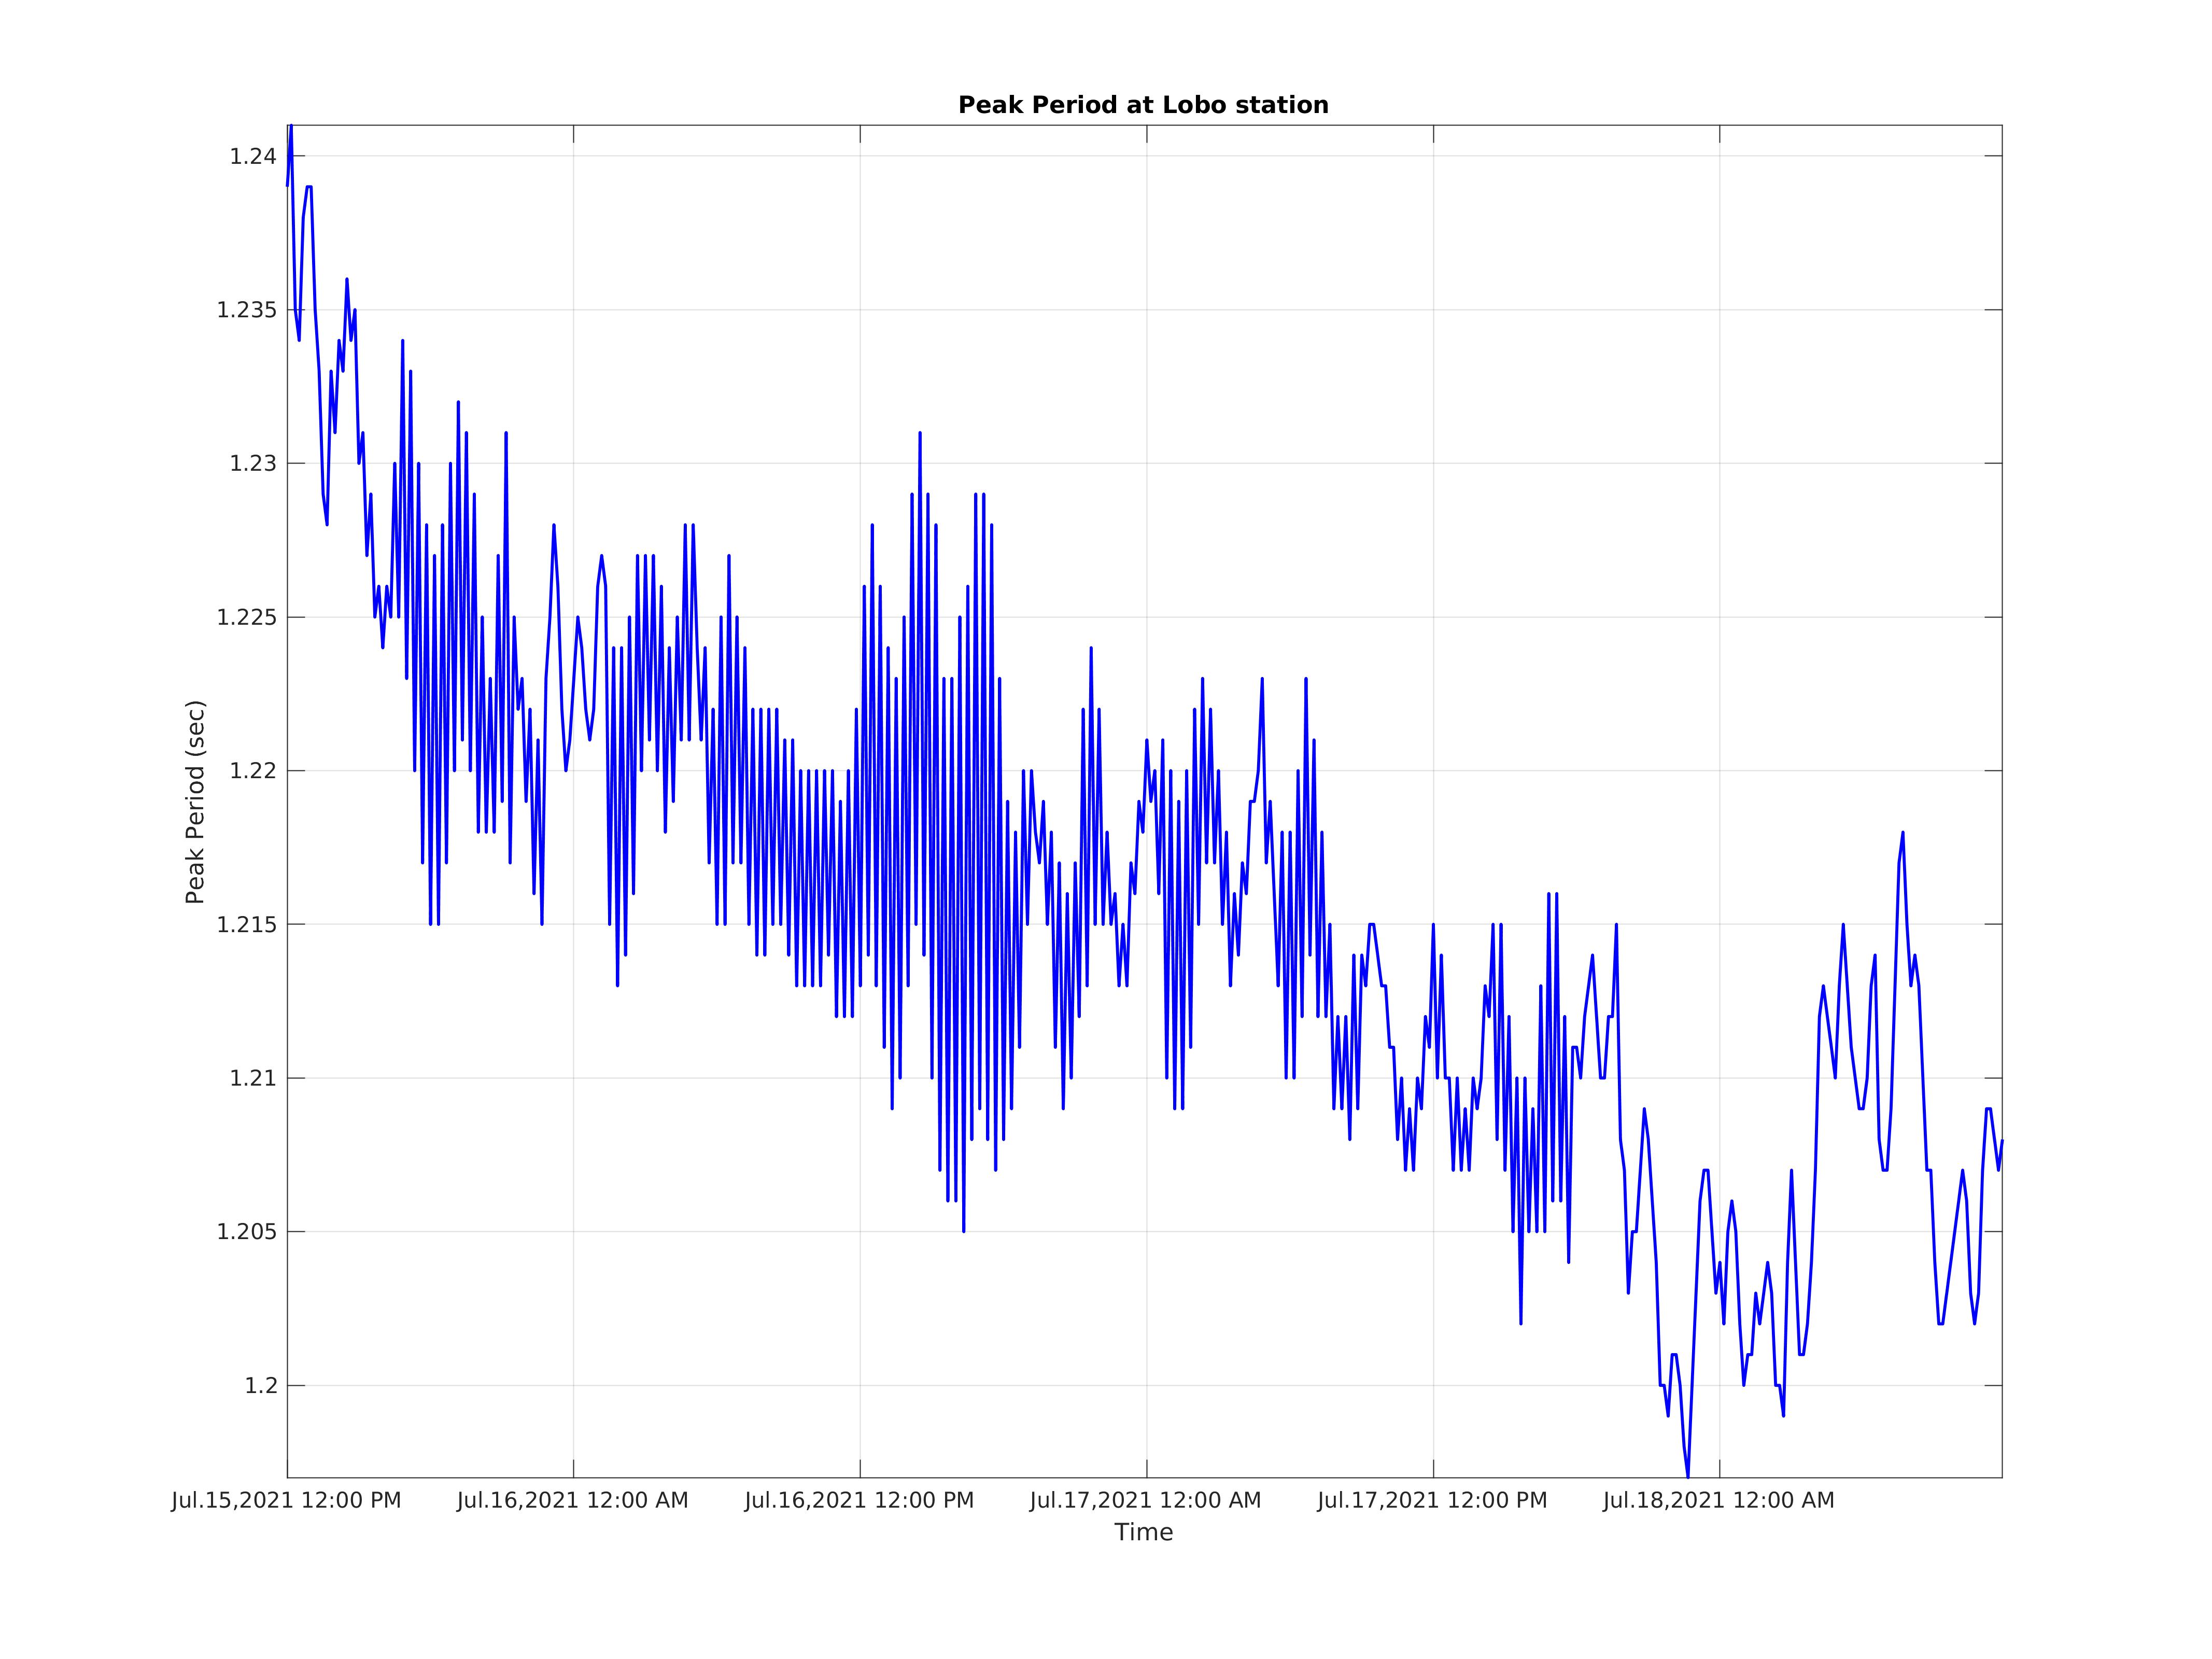 Peak Period at Lobo station
1.24
1.235
1.23
1.225
1.22
1.215
1.21
1.205
1.2
Peak Period (sec)
Jul.15,2021 12:00 PM
Jul.16,2021 12:00 AM
Jul.16,2021 12:00 PM
Jul.17,2021 12:00 AM
Jul.17,2021 12:00 PM
Jul.18,2021 12:00 AM
Time